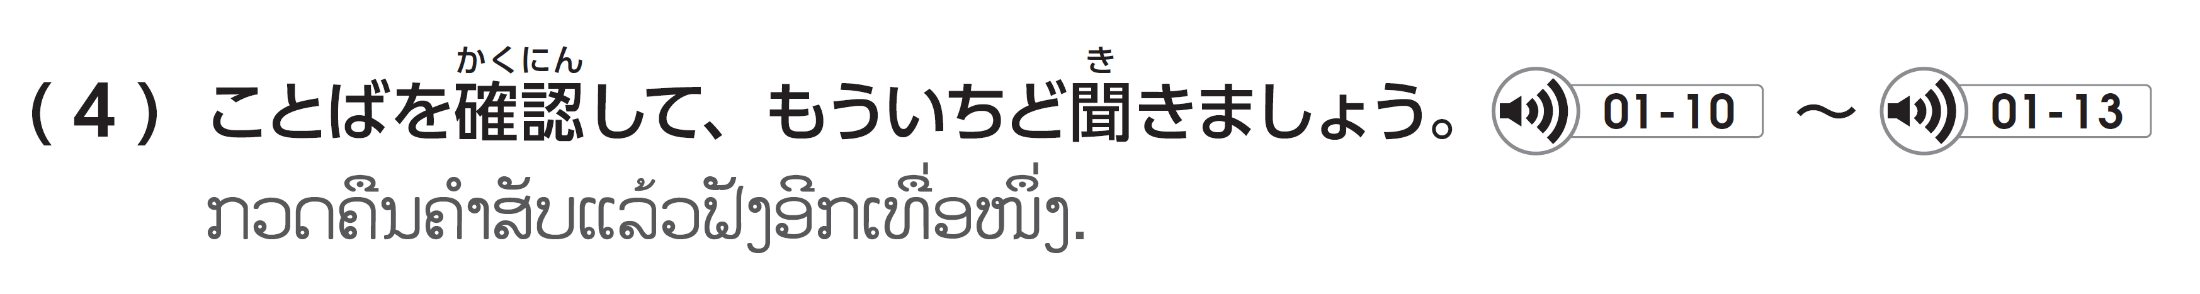 かくにん き
（4）ことばを確認して、もういちど聞きましょう。 01-10 ～ 01-13
ກວດຄືນຄຳສັບແລ້ວຟັງອີກເທື່ອໜຶ່ງ.